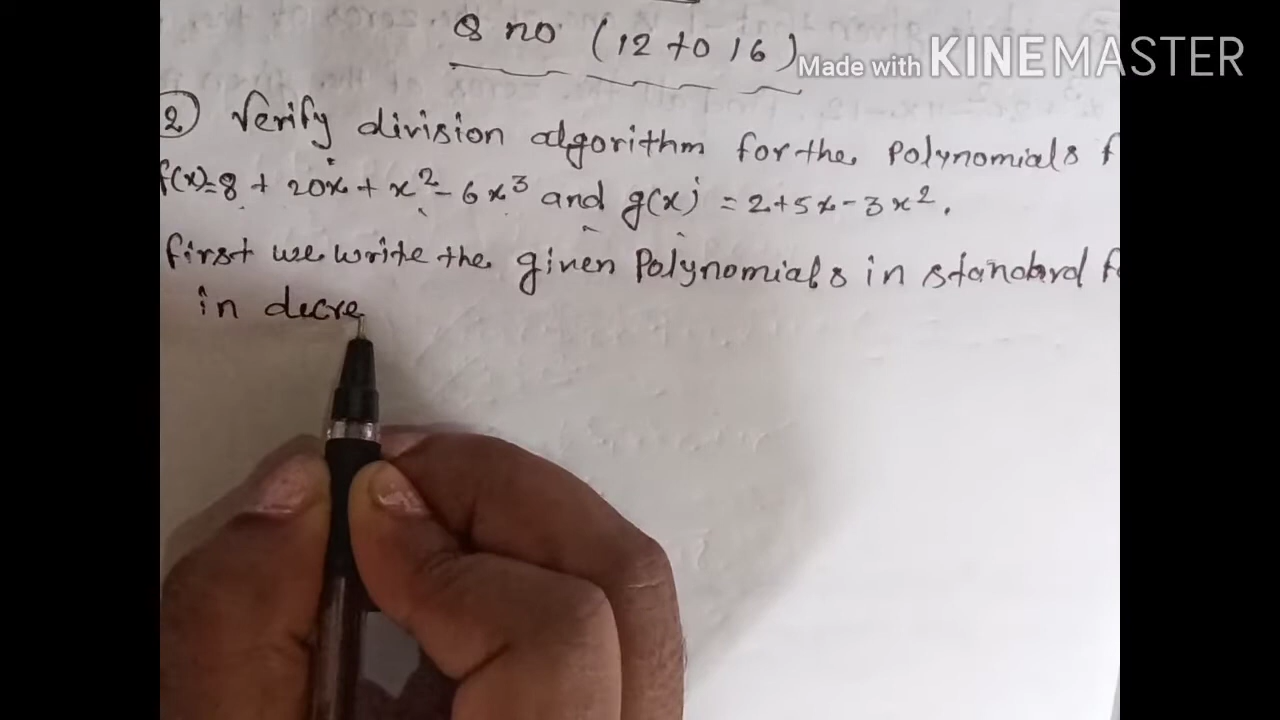 Q no (12 to 16)
Made with KINEMASTER
2 Verify division algorithm for the Polynomials f
f(x)=8 + 20x + x² - 6x³ and g(x) = 2+5x-3x².
first we write the given Polynomials in standard f
in decre